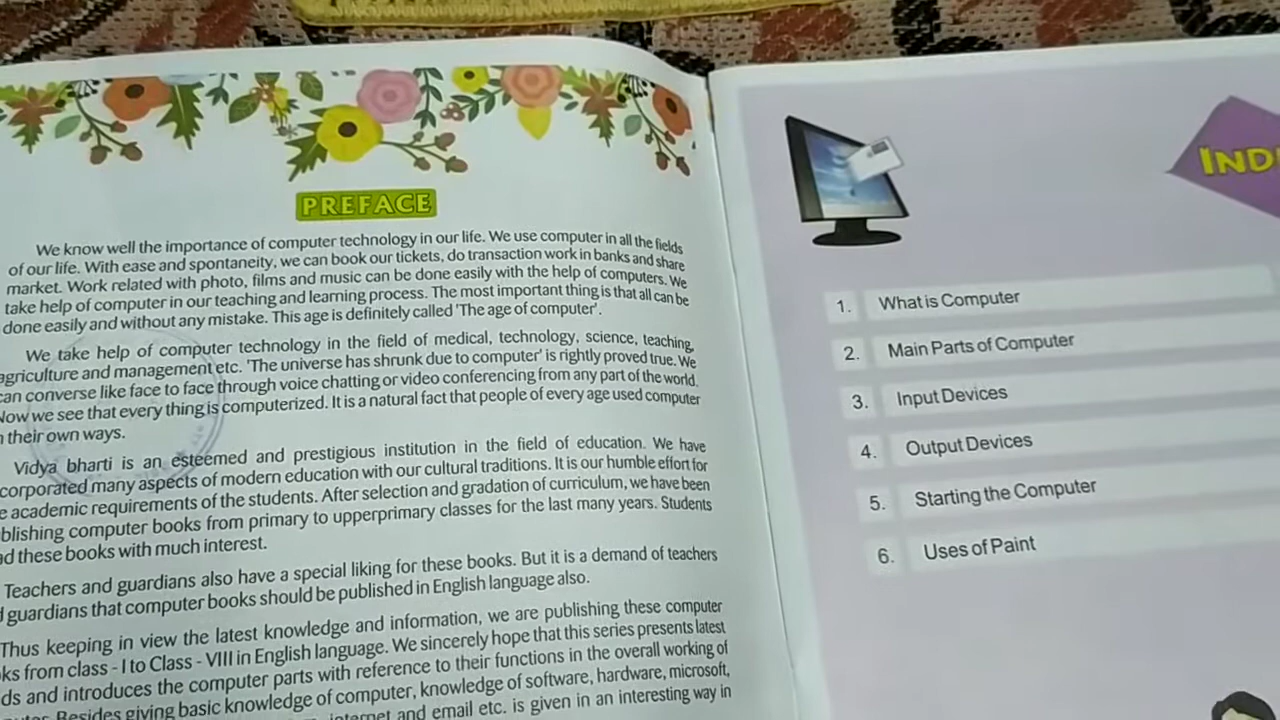 PREFACE
We know well the importance of computer technology in our life. We use computer in all the fields
of our life. With ease and spontaneity, we can book our tickets, do transaction work in banks and share
market. Work related with photo, films and music can be done easily with the help of computers. We
take help of computer in our teaching and learning process. The most important thing is that all can be
done easily and without any mistake. This age is definitely called 'The age of computer'.
We take help of computer technology in the field of medical, technology, science, teaching,
agriculture and management etc. 'The universe has shrunk due to computer' is rightly proved true. We
can converse like face to face through voice chatting or video conferencing from any part of the world.
Now we see that every thing is computerized. It is a natural fact that people of every age used computer
their own ways.
Vidya bharti is an esteemed and prestigious institution in the field of education. We have
corporated many aspects of modern education with our cultural traditions. It is our humble effort for
academic requirements of the students. After selection and gradation of curriculum, we have been
blishing computer books from primary to upperprimary classes for the last many years. Students
these books with much interest.
Teachers and guardians also have a special liking for these books. But it is a demand of teachers
guardians that computer books should be published in English language also.
Thus keeping in view the latest knowledge and information, we are publishing these computer
ks from class - I to Class - VIII in English language. We sincerely hope that this series presents latest
ds and introduces the computer parts with reference to their functions in the overall working of
Besides giving basic knowledge of computer, knowledge of software, hardware, microsoft,
internet and email etc. is given in an interesting way in
IND
1. What is Computer
2. Main Parts of Computer
3. Input Devices
4. Output Devices
5. Starting the Computer
6. Uses of Paint